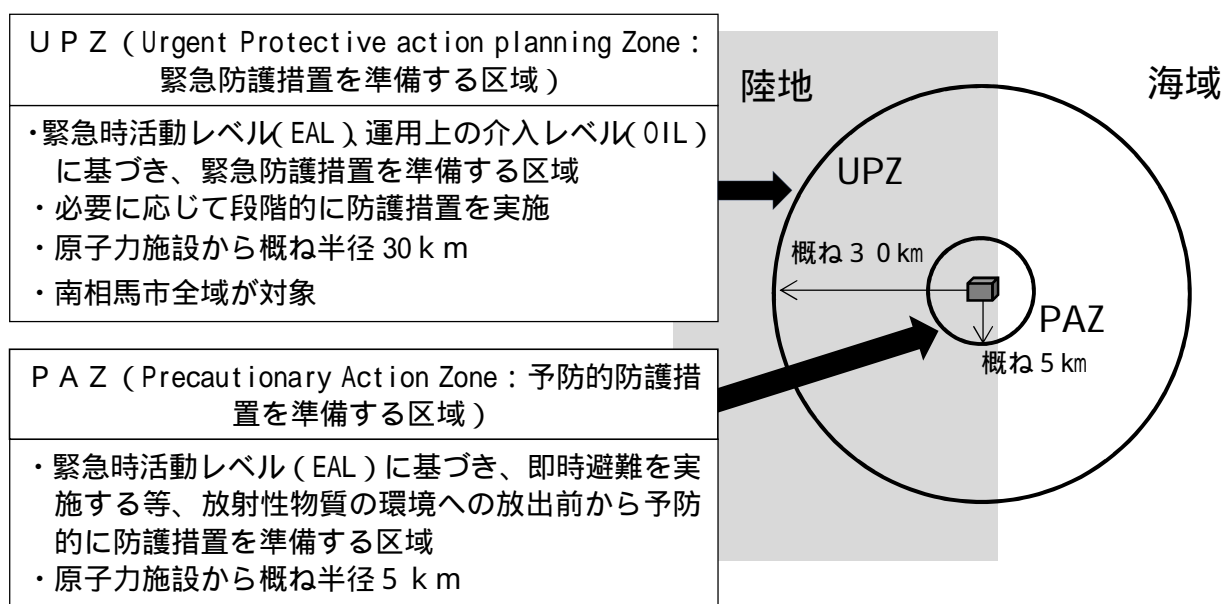 UPZ(Urgent Protective action planning Zone:
緊急防護措置を準備する区域)
・緊急時活動レベル(EAL)、運用上の介入レベル(OIL)
に基づき、緊急防護措置を準備する区域
・必要に応じて段階的に防護措置を実施
・原子力施設から概ね半径30km
・南相馬市全域が対象
PAZ(Precautionary Action Zone:予防的防護措
置を準備する区域)
・緊急時活動レベル(EAL)に基づき、即時避難を実
施する等、放射性物質の環境への放出前から予防
的に防護措置を準備する区域
・原子力施設から概ね半径5km
陸地
海域
UPZ
概ね30km
PAZ
概ね5km